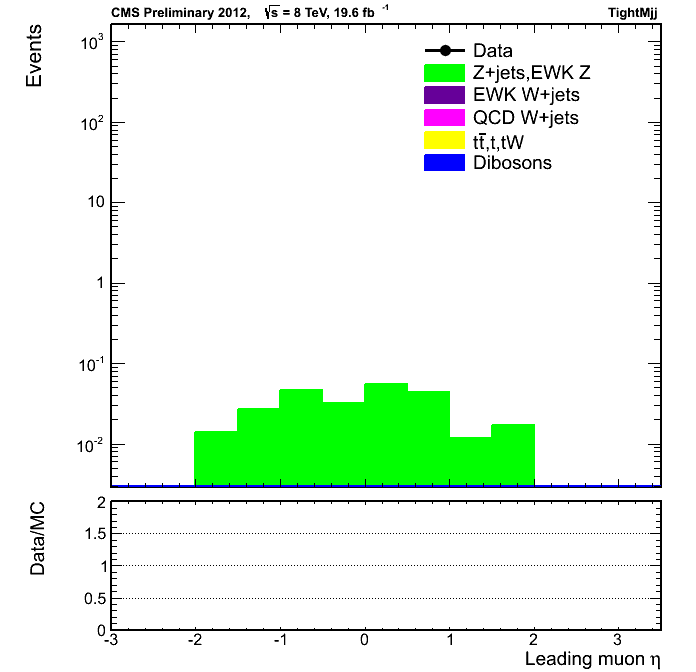 CMS Preliminary 2012, √s = 8 TeV, 19.6 fb⁻¹ TightMjj
Events
10³
10²
10
1
10⁻¹
10⁻²
Data
Z+jets,EWK Z
EWK W+jets
QCD W+jets
tt̅,t,tW
Dibosons
Data/MC
2
1.5
1
0.5
0
-3 -2 -1 0 1 2 3
Leading muon η